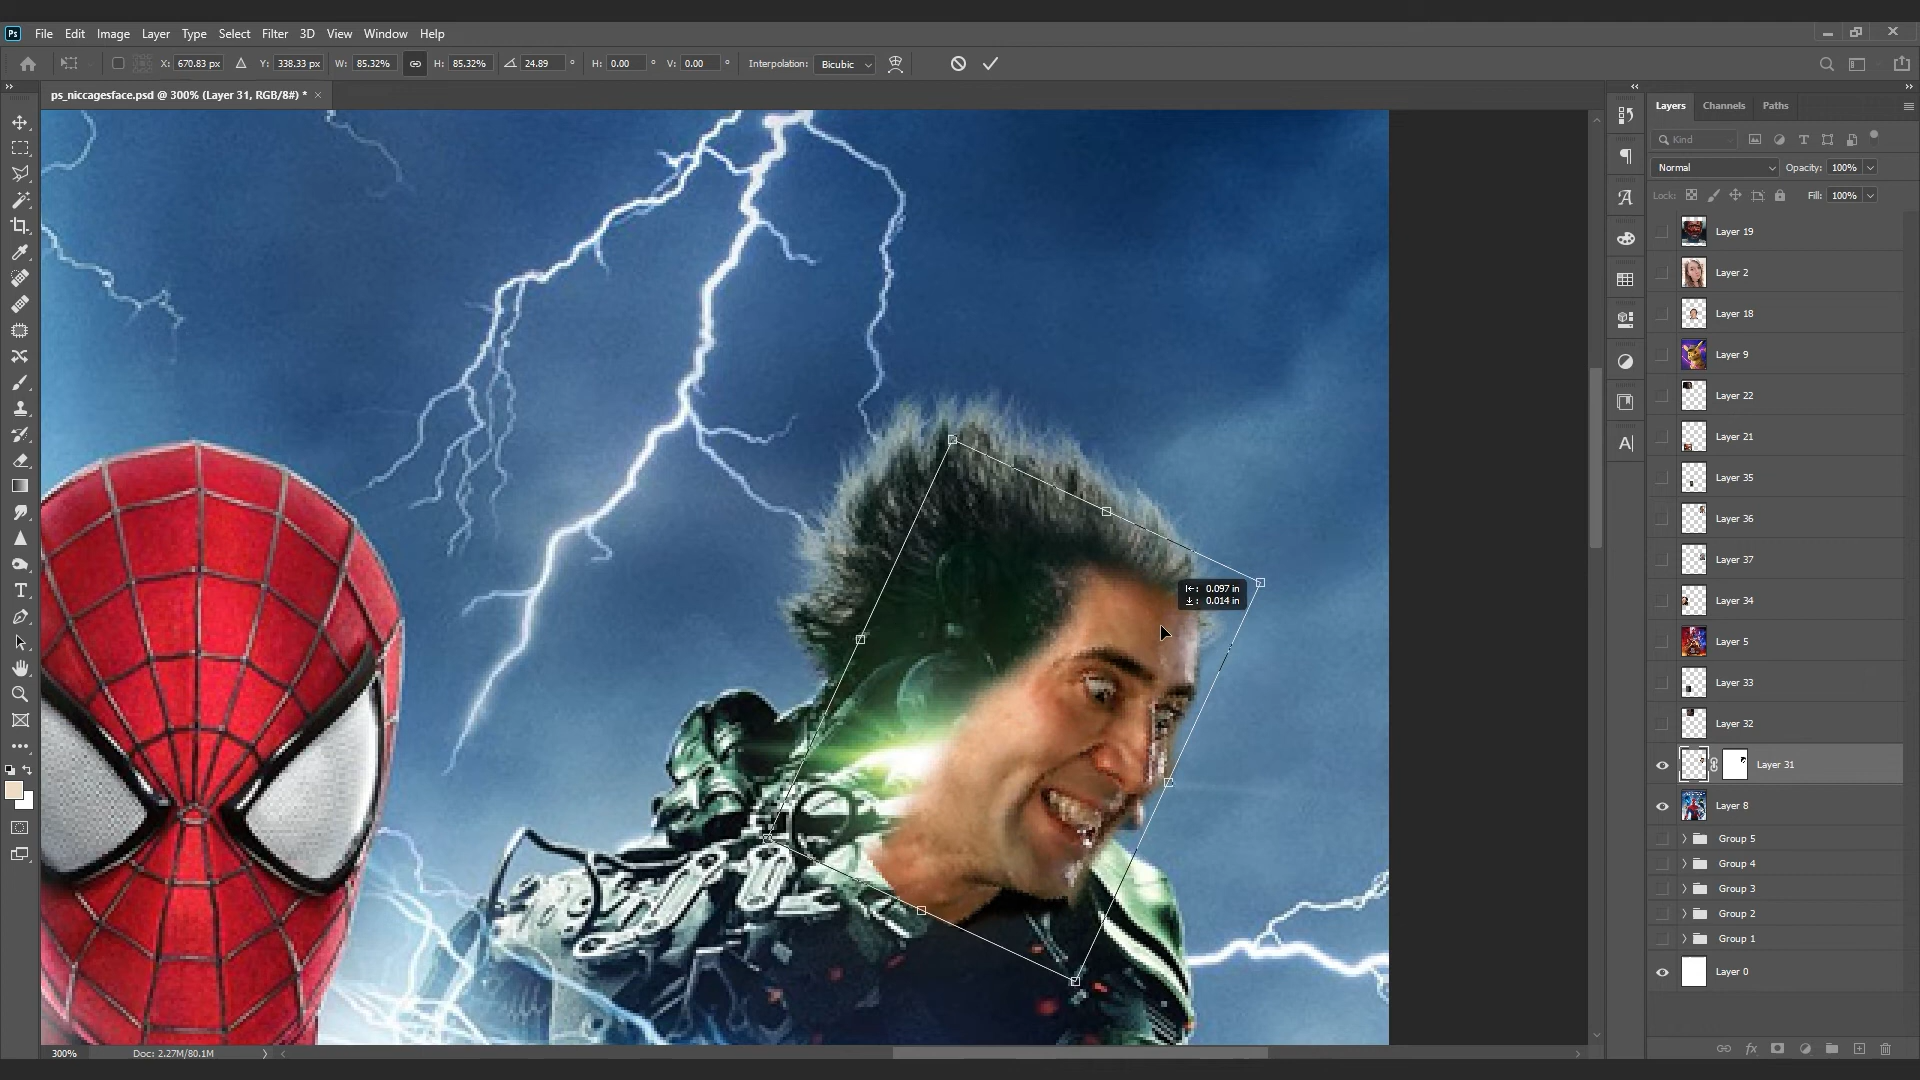 Ps File Edit Image Layer Type Select Filter 3D View Window Help
X: 670.83 px Y: 338.33 px W: 85.32% H: 85.32% 24.89 ° H: 0.00 ° V: 0.00 ° Interpolation: Bicubic
ps_niccagesface.psd @ 300% (Layer 31, RGB/8#) * ×
Layers Channels Paths
Kind
Normal Opacity: 100%
Lock: Fill: 100%
Layer 19
Layer 2
Layer 18
Layer 9
Layer 22
Layer 21
Layer 35
Layer 36
Layer 37
0.097 in
0.014 in
Layer 34
Layer 5
Layer 33
Layer 32
Layer 31
Layer 8
Group 5
Group 4
Group 3
Group 2
Group 1
Layer 0
300% Doc: 2.27M/80.1M